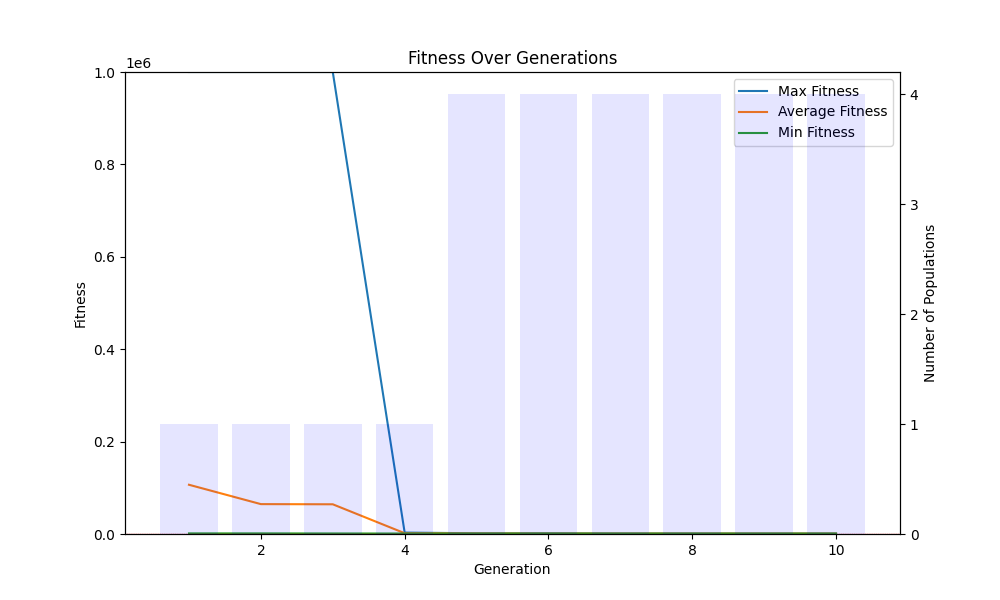 Fitness Over Generations
1e6
1.0
0.8
0.6
0.4
0.2
0.0
Fitness
Max Fitness
Average Fitness
Min Fitness
4
3
2
1
0
Number of Populations
2 4 6 8 10
Generation